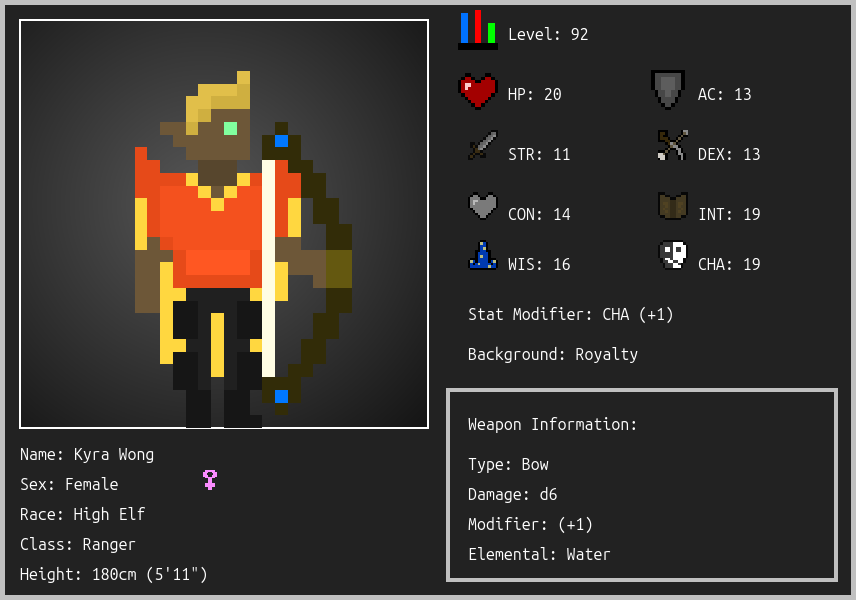 Level: 92
HP: 20
AC: 13
STR: 11
DEX: 13
CON: 14
INT: 19
WIS: 16
CHA: 19
Stat Modifier: CHA (+1)
Background: Royalty
Weapon Information:
Type: Bow
Damage: d6
Modifier: (+1)
Elemental: Water
Name: Kyra Wong
Sex: Female
Race: High Elf
Class: Ranger
Height: 180cm (5'11")